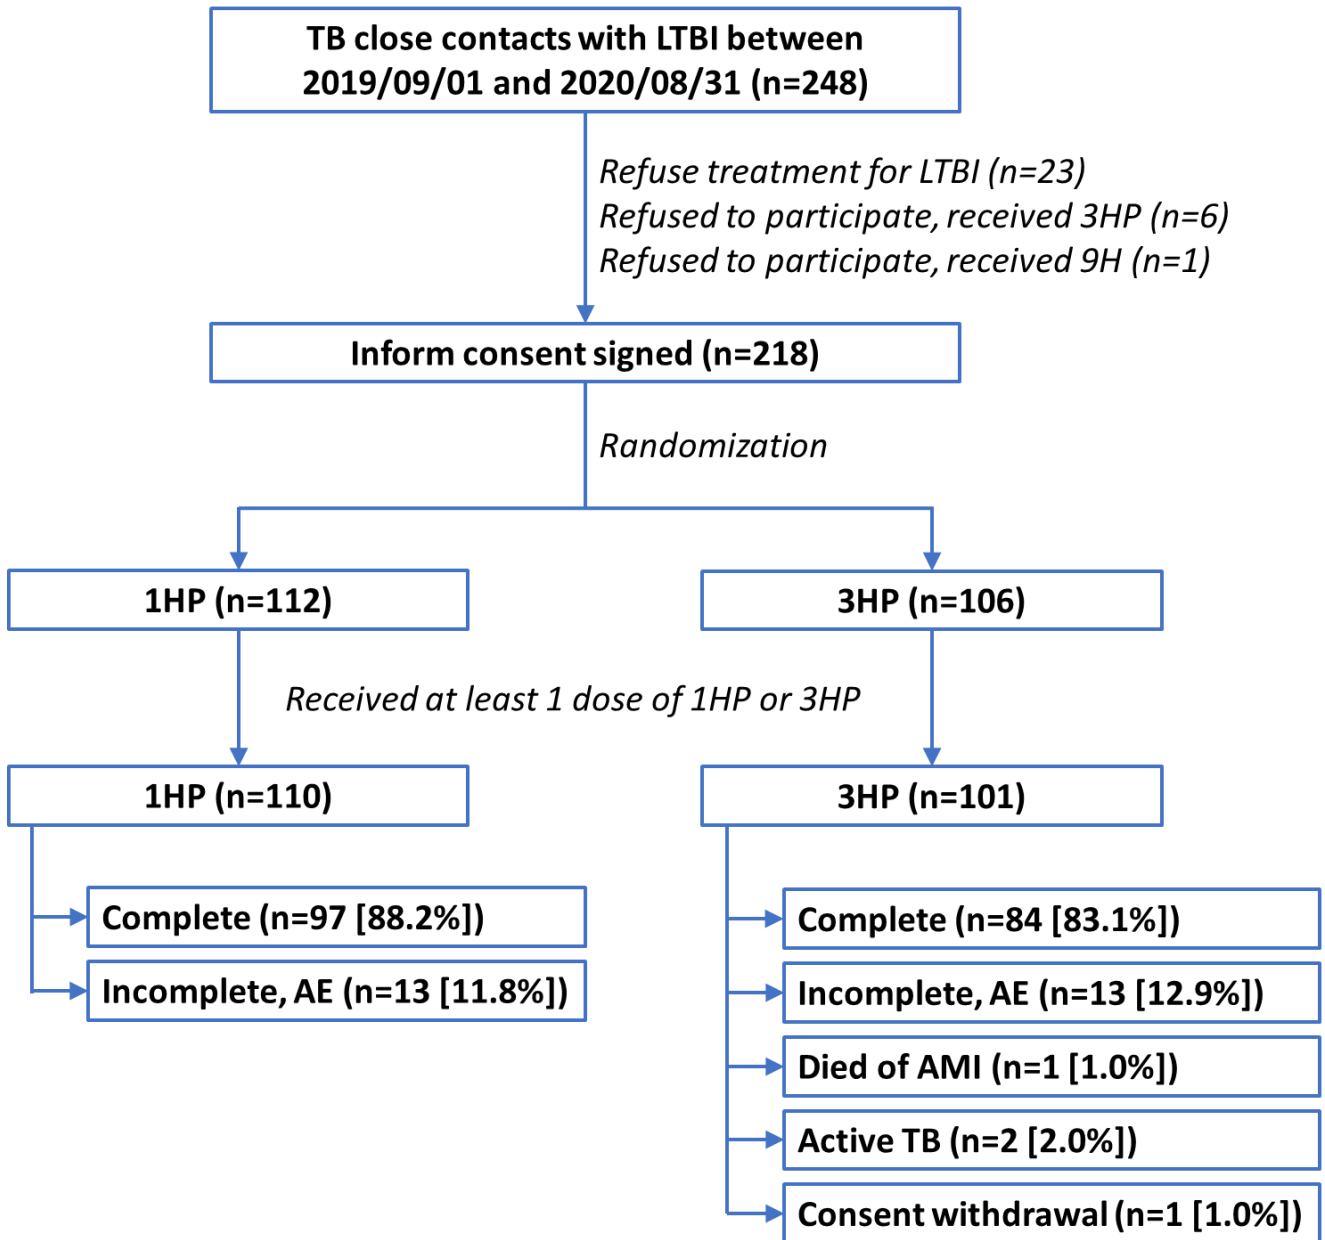 TB close contacts with LTBI between
2019/09/01 and 2020/08/31 (n=248)
Refuse treatment for LTBI (n=23)
Refused to participate, received 3HP (n=6)
Refused to participate, received 9H (n=1)
Inform consent signed (n=218)
Randomization
1HP (n=112)
3HP (n=106)
Received at least 1 dose of 1HP or 3HP
1HP (n=110)
3HP (n=101)
Complete (n=97 [88.2%])
Incomplete, AE (n=13 [11.8%])
Complete (n=84 [83.1%])
Incomplete, AE (n=13 [12.9%])
Died of AMI (n=1 [1.0%])
Active TB (n=2 [2.0%])
Consent withdrawal (n=1 [1.0%])